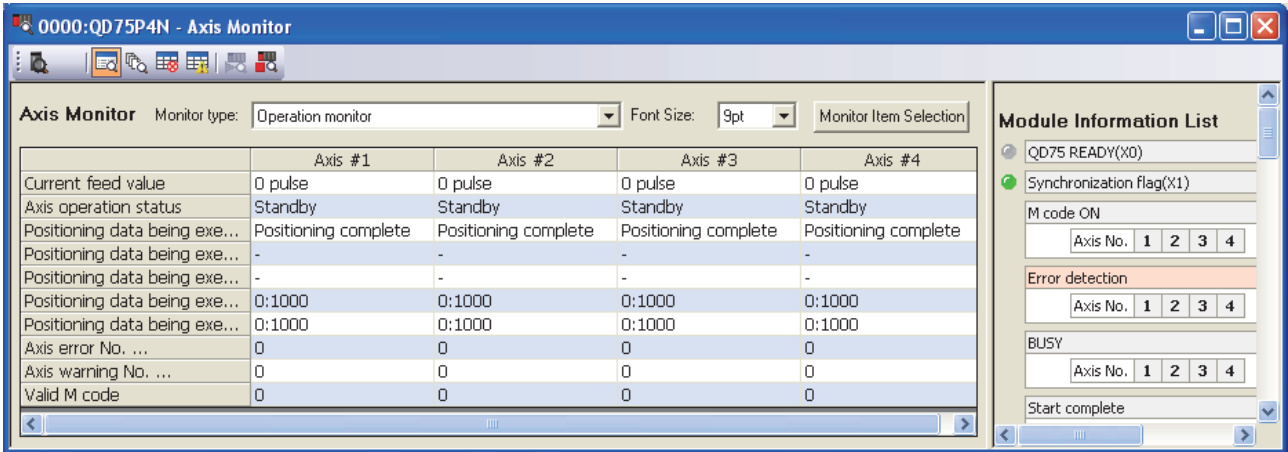 0000:QD75P4N - Axis Monitor
Axis Monitor Monitor type: Operation monitor Font Size: 9pt Monitor Item Selection
Axis #1 Axis #2 Axis #3 Axis #4
Current feed value 0 pulse 0 pulse 0 pulse 0 pulse
Axis operation status Standby Standby Standby Standby
Positioning data being exe... Positioning complete Positioning complete Positioning complete Positioning complete
Positioning data being exe... - - - -
Positioning data being exe... - - - -
Positioning data being exe... 0:1000 0:1000 0:1000 0:1000
Positioning data being exe... 0:1000 0:1000 0:1000 0:1000
Axis error No. ... 0 0 0 0
Axis warning No. ... 0 0 0 0
Valid M code 0 0 0 0
Module Information List
QD75 READY(X0)
Synchronization flag(X1)
M code ON
Axis No. 1 2 3 4
Error detection
Axis No. 1 2 3 4
BUSY
Axis No. 1 2 3 4
Start complete